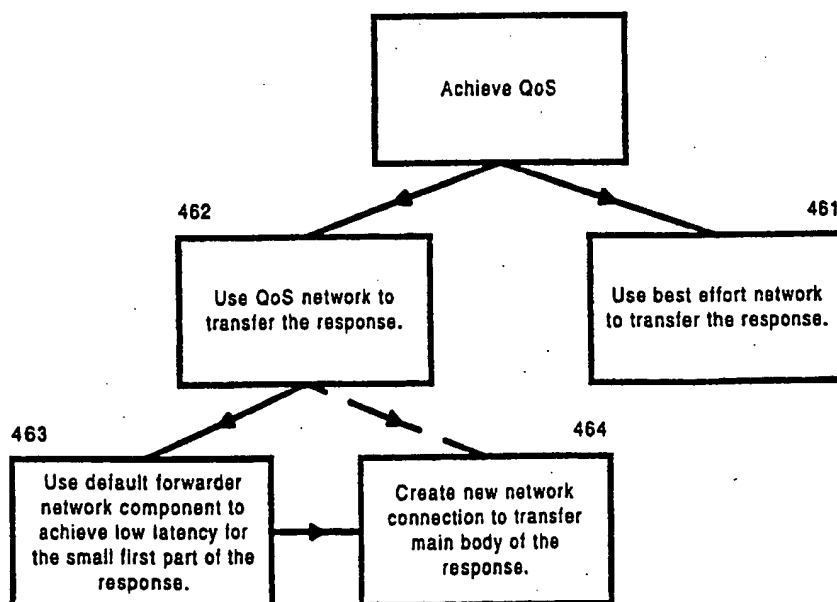 Achieve QoS
462
461
Use QoS network to
transfer the response.
Use best effort network
to transfer the response.
463
464
Use default forwarder
network component to
achieve low latency for
the small first part of the
response.
Create new network
connection to transfer
main body of the
response.